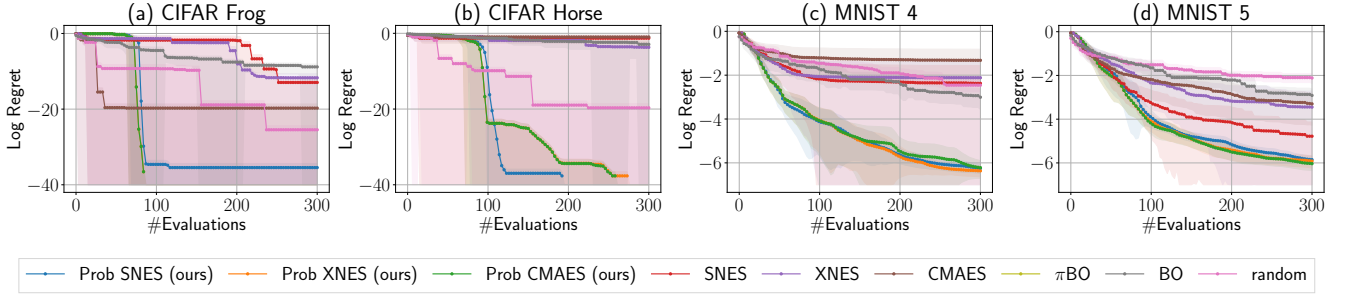 (a) CIFAR Frog
(b) CIFAR Horse
(c) MNIST 4
(d) MNIST 5
Log Regret
0
−20
−40
0
100
200
300
#Evaluations
Log Regret
0
−20
−40
0
100
200
300
#Evaluations
Log Regret
0
−2
−4
−6
0
100
200
300
#Evaluations
Log Regret
0
−2
−4
−6
0
100
200
300
#Evaluations
Prob SNES (ours) Prob XNES (ours) Prob CMAES (ours) SNES XNES CMAES πBO BO random